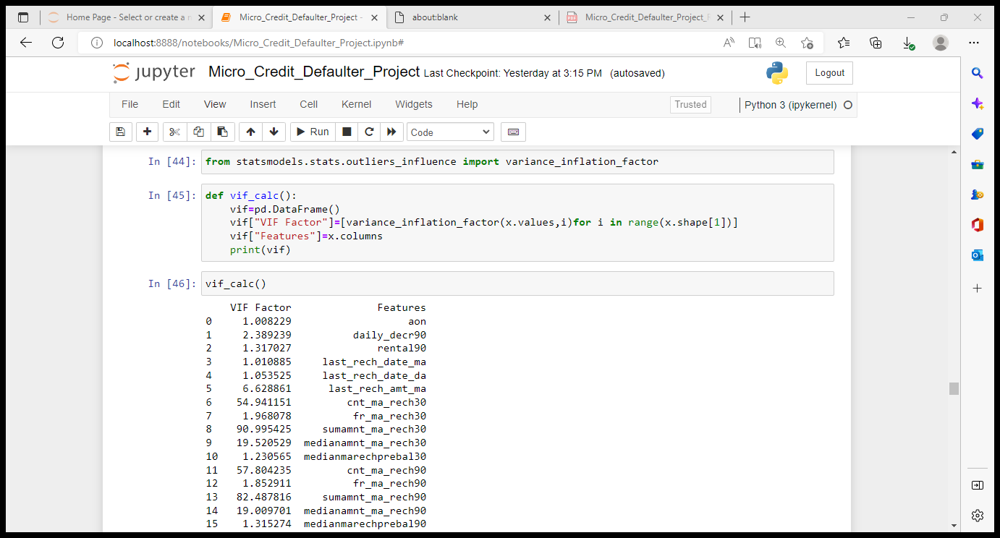 Home Page - Select or create a n
Micro_Credit_Defaulter_Project -
about:blank
Micro_Credit_Defaulter_Project_F
localhost:8888/notebooks/Micro_Credit_Defaulter_Project.ipynb#
jupyter Micro_Credit_Defaulter_Project Last Checkpoint: Yesterday at 3:15 PM (autosaved)
Logout
File Edit View Insert Cell Kernel Widgets Help
Trusted
Python 3 (ipykernel)
Run
Code
In [44]: from statsmodels.stats.outliers_influence import variance_inflation_factor
In [45]: def vif_calc():
    vif=pd.DataFrame()
    vif["VIF Factor"]=[variance_inflation_factor(x.values,i)for i in range(x.shape[1])]
    vif["Features"]=x.columns
    print(vif)
In [46]: vif_calc()
VIF Factor Features
0 1.008229 aon
1 2.389239 daily_decr90
2 1.317027 rental90
3 1.010885 last_rech_date_ma
4 1.053525 last_rech_date_da
5 6.628861 last_rech_amt_ma
6 54.941151 cnt_ma_rech30
7 1.968078 fr_ma_rech30
8 90.995425 sumamnt_ma_rech30
9 19.520529 medianamnt_ma_rech30
10 1.230565 medianmarechprebal30
11 57.804235 cnt_ma_rech90
12 1.852911 fr_ma_rech90
13 82.487816 sumamnt_ma_rech90
14 19.009701 medianamnt_ma_rech90
15 1.315274 medianmarechprebal90